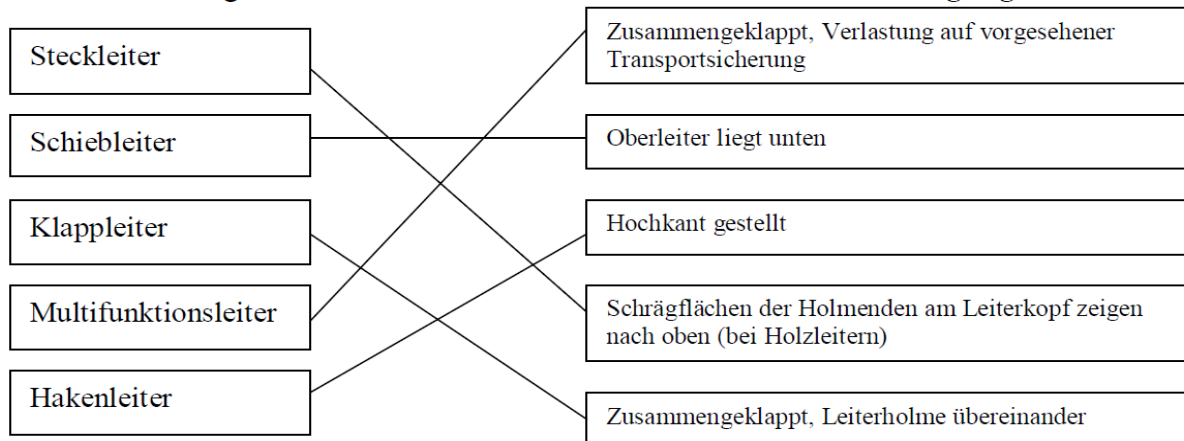 Steckleiter
Schiebleiter
Klappleiter
Multifunktionsleiter
Hakenleiter
Zusammengeklappt, Verlastung auf vorgesehener
Transportsicherung
Oberleiter liegt unten
Hochkant gestellt
Schrägflächen der Holmenden am Leiterkopf zeigen
nach oben (bei Holzleitern)
Zusammengeklappt, Leiterholme übereinander